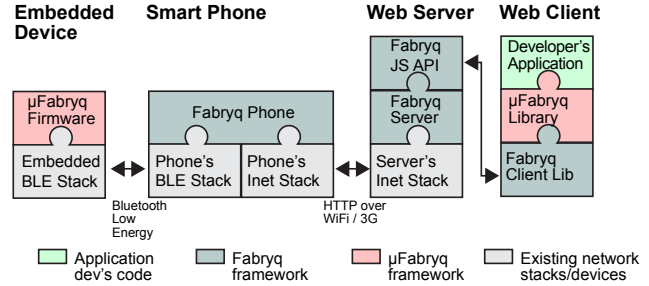 Embedded
Device
Smart Phone
Web Server
Web Client
µFabryq
Firmware
Embedded
BLE Stack
Bluetooth
Low
Energy
Fabryq Phone
Phone's
BLE Stack
Phone's
Inet Stack
HTTP over
WiFi / 3G
Fabryq
JS API
Fabryq
Server
Server's
Inet Stack
Developer's
Application
µFabryq
Library
Fabryq
Client Lib
Application
dev's code
Fabryq
framework
µFabryq
framework
Existing network
stacks/devices